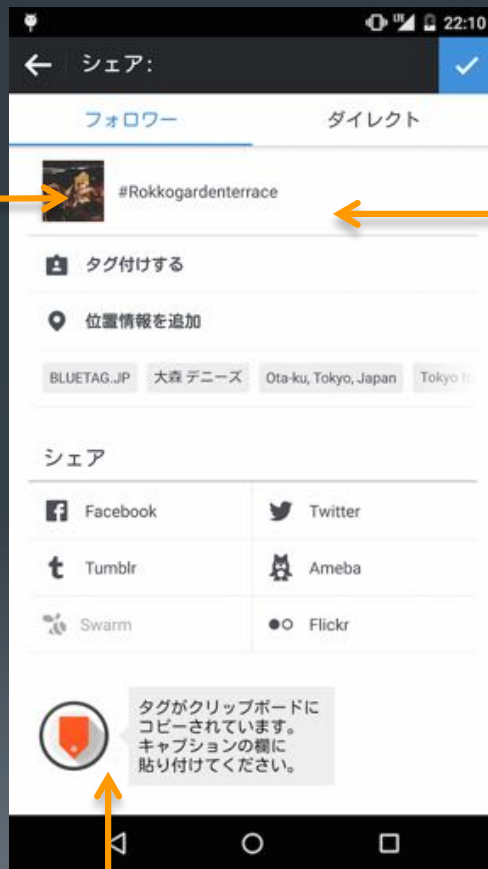 LTE 22:10
シェア:
フォロワー ダイレクト
#Rokkogardenterrace
タグ付けする
位置情報を追加
BLUETAG.JP 大森 デニーズ Ota-ku, Tokyo, Japan Tokyo
シェア
Facebook Twitter
Tumblr Ameba
Swarm Flickr
タグがクリップボードに
コピーされています。
キャプションの欄に
貼り付けてください。